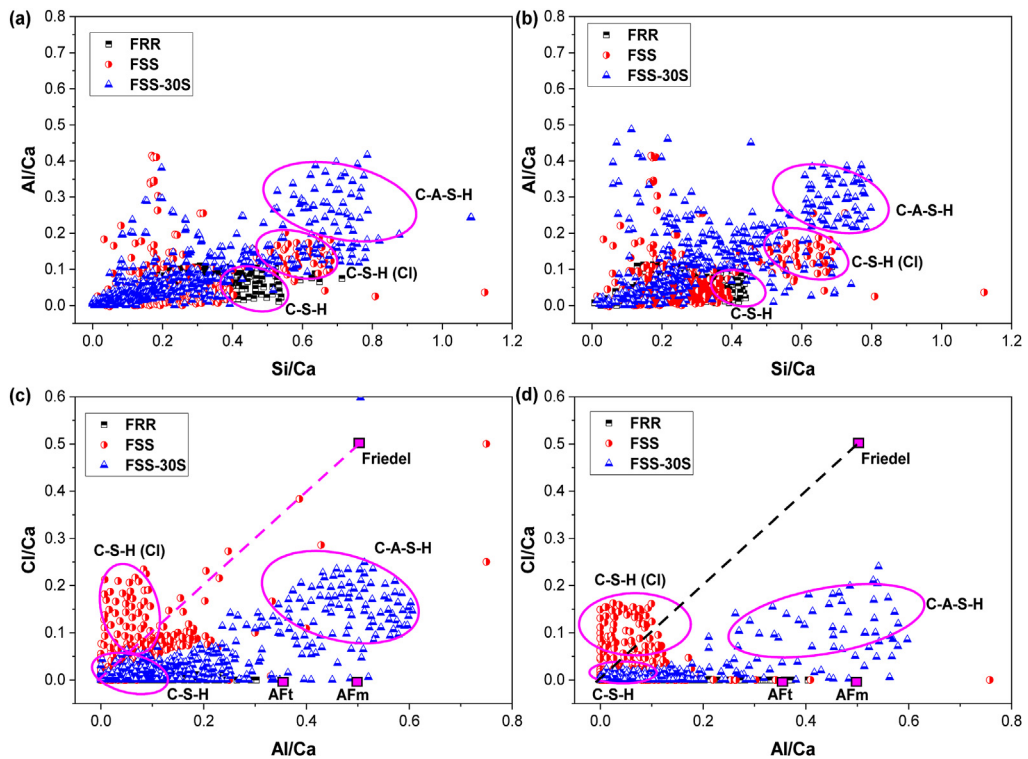 (a)
0.8
0.7
0.6
0.5
0.4
0.3
0.2
0.1
0.0
Al/Ca
FRR
FSS
FSS-30S
C-A-S-H
C-S-H (Cl)
C-S-H
0.0 0.2 0.4 0.6 0.8 1.0 1.2
Si/Ca
(b)
0.8
0.7
0.6
0.5
0.4
0.3
0.2
0.1
0.0
Al/Ca
FRR
FSS
FSS-30S
C-A-S-H
C-S-H (Cl)
C-S-H
0.0 0.2 0.4 0.6 0.8 1.0 1.2
Si/Ca
(c)
0.6
0.5
0.4
0.3
0.2
0.1
0.0
Cl/Ca
FRR
FSS
FSS-30S
Friedel
C-S-H (Cl)
C-A-S-H
C-S-H
AFt
AFm
0.0 0.2 0.4 0.6 0.8
Al/Ca
(d)
0.6
0.5
0.4
0.3
0.2
0.1
0.0
Cl/Ca
FRR
FSS
FSS-30S
Friedel
C-S-H (Cl)
C-A-S-H
C-S-H
AFt
AFm
0.0 0.2 0.4 0.6 0.8
Al/Ca